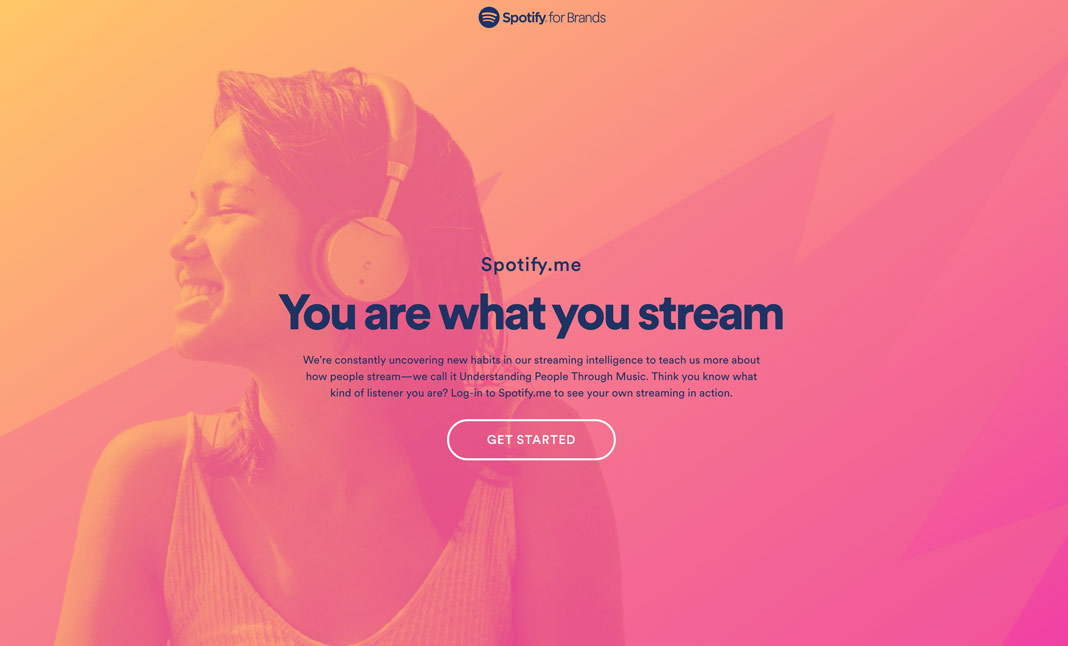 Spotify for Brands
Spotify.me
You are what you stream
We're constantly uncovering new habits in our streaming intelligence to teach us more about
how people stream—we call it Understanding People Through Music. Think you know what
kind of listener you are? Log-in to Spotify.me to see your own streaming in action.
GET STARTED